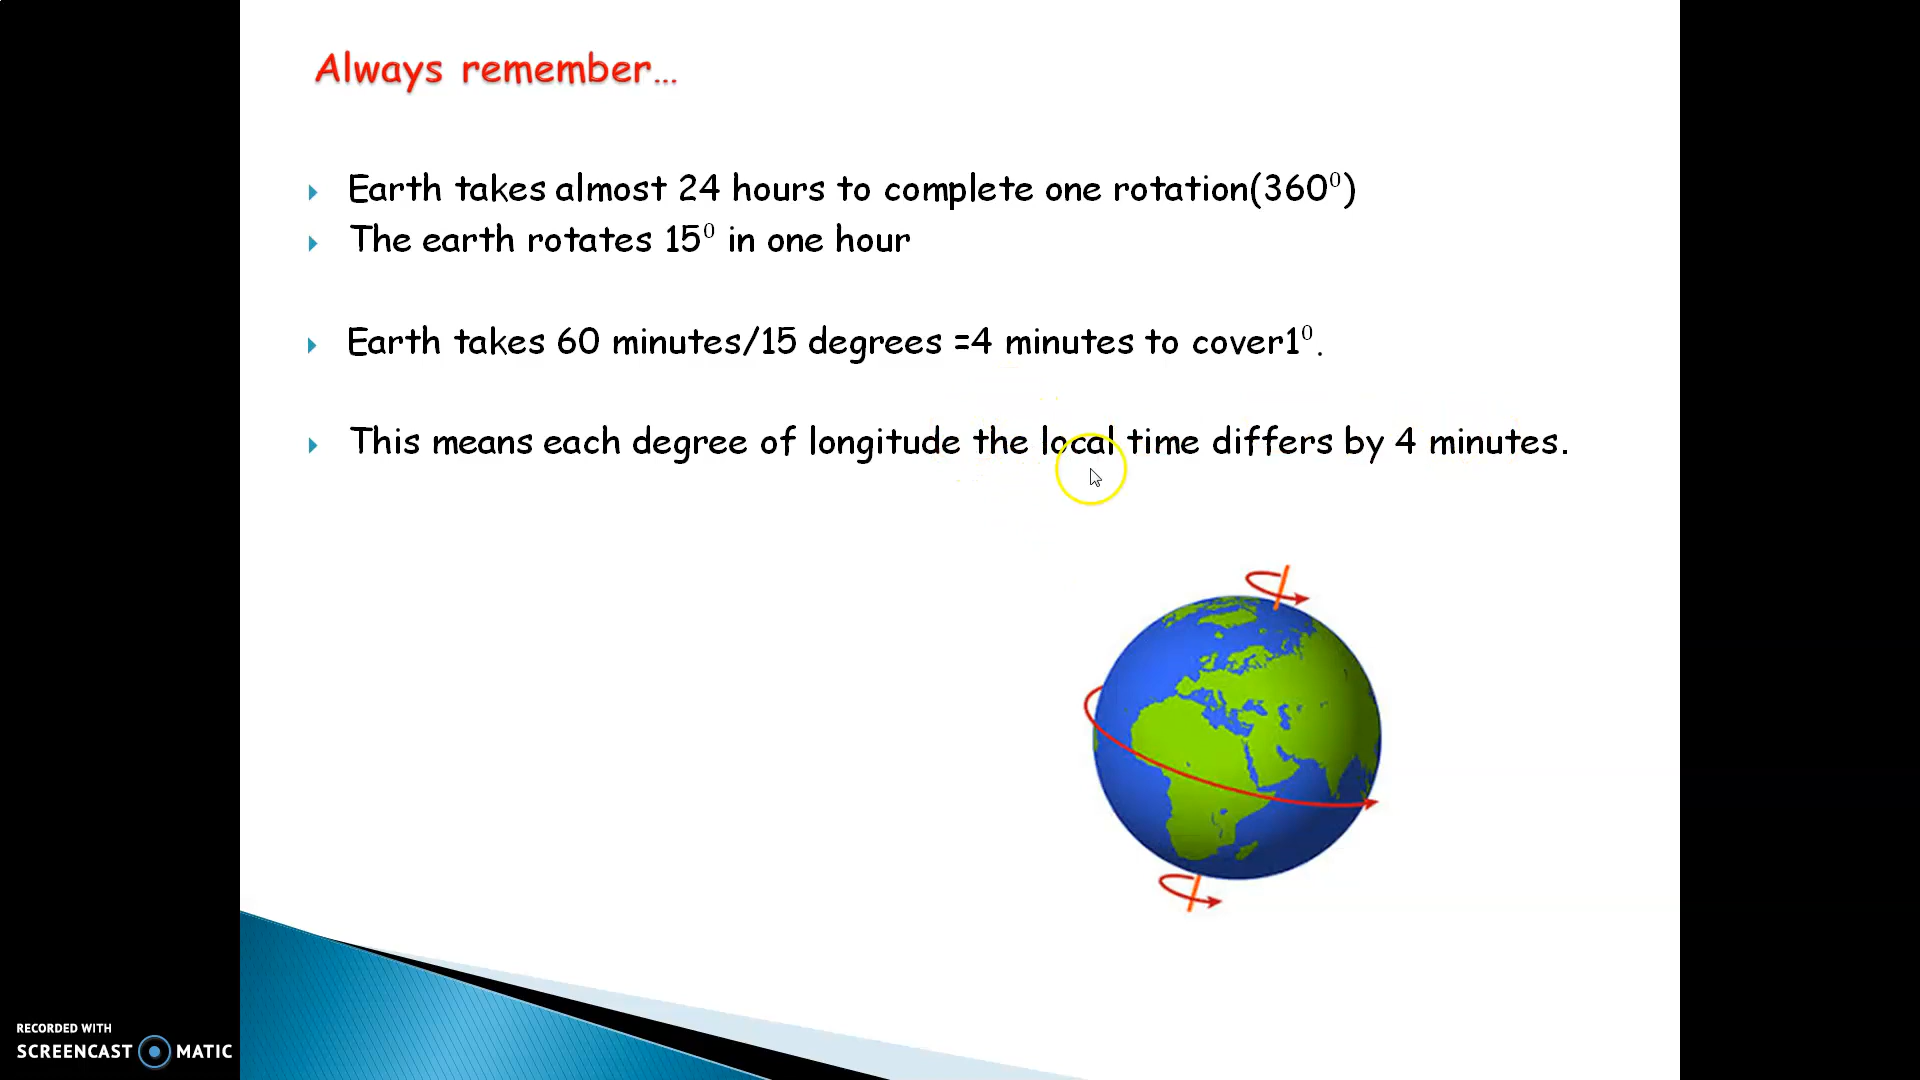 Always remember...
Earth takes almost 24 hours to complete one rotation(360⁰)
The earth rotates 15⁰ in one hour
Earth takes 60 minutes/15 degrees =4 minutes to cover1⁰.
This means each degree of longitude the local time differs by 4 minutes.
RECORDED WITH
SCREENCAST MATIC